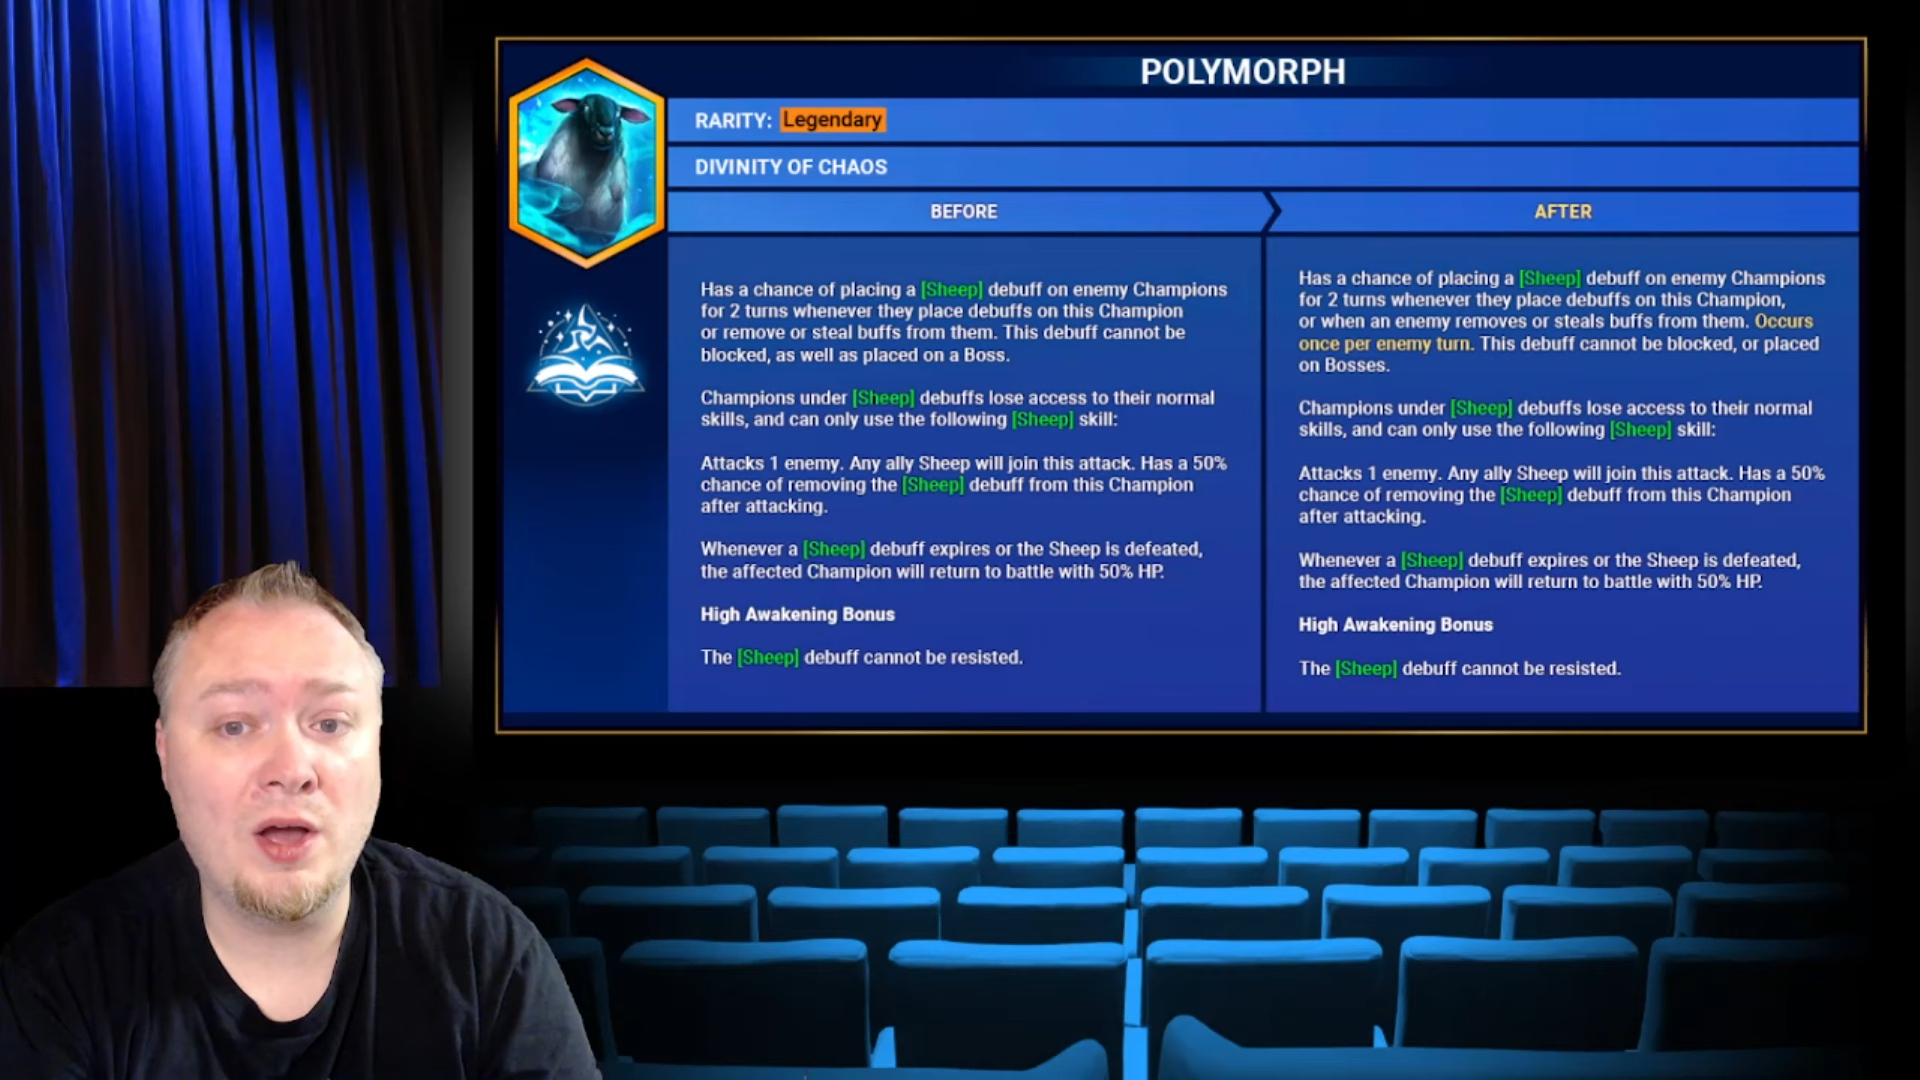 POLYMORPH
RARITY: Legendary
DIVINITY OF CHAOS
BEFORE
AFTER
Has a chance of placing a [Sheep] debuff on enemy Champions
for 2 turns whenever they place debuffs on this Champion
or remove or steal buffs from them. This debuff cannot be
blocked, as well as placed on a Boss.
Champions under [Sheep] debuffs lose access to their normal
skills, and can only use the following [Sheep] skill:
Attacks 1 enemy. Any ally Sheep will join this attack. Has a 50%
chance of removing the [Sheep] debuff from this Champion
after attacking.
Whenever a [Sheep] debuff expires or the Sheep is defeated,
the affected Champion will return to battle with 50% HP.
High Awakening Bonus
The [Sheep] debuff cannot be resisted.
Has a chance of placing a [Sheep] debuff on enemy Champions
for 2 turns whenever they place debuffs on this Champion,
or when an enemy removes or steals buffs from them. Occurs
once per enemy turn. This debuff cannot be blocked, or placed
on Bosses.
Champions under [Sheep] debuffs lose access to their normal
skills, and can only use the following [Sheep] skill:
Attacks 1 enemy. Any ally Sheep will join this attack. Has a 50%
chance of removing the [Sheep] debuff from this Champion
after attacking.
Whenever a [Sheep] debuff expires or the Sheep is defeated,
the affected Champion will return to battle with 50% HP.
High Awakening Bonus
The [Sheep] debuff cannot be resisted.